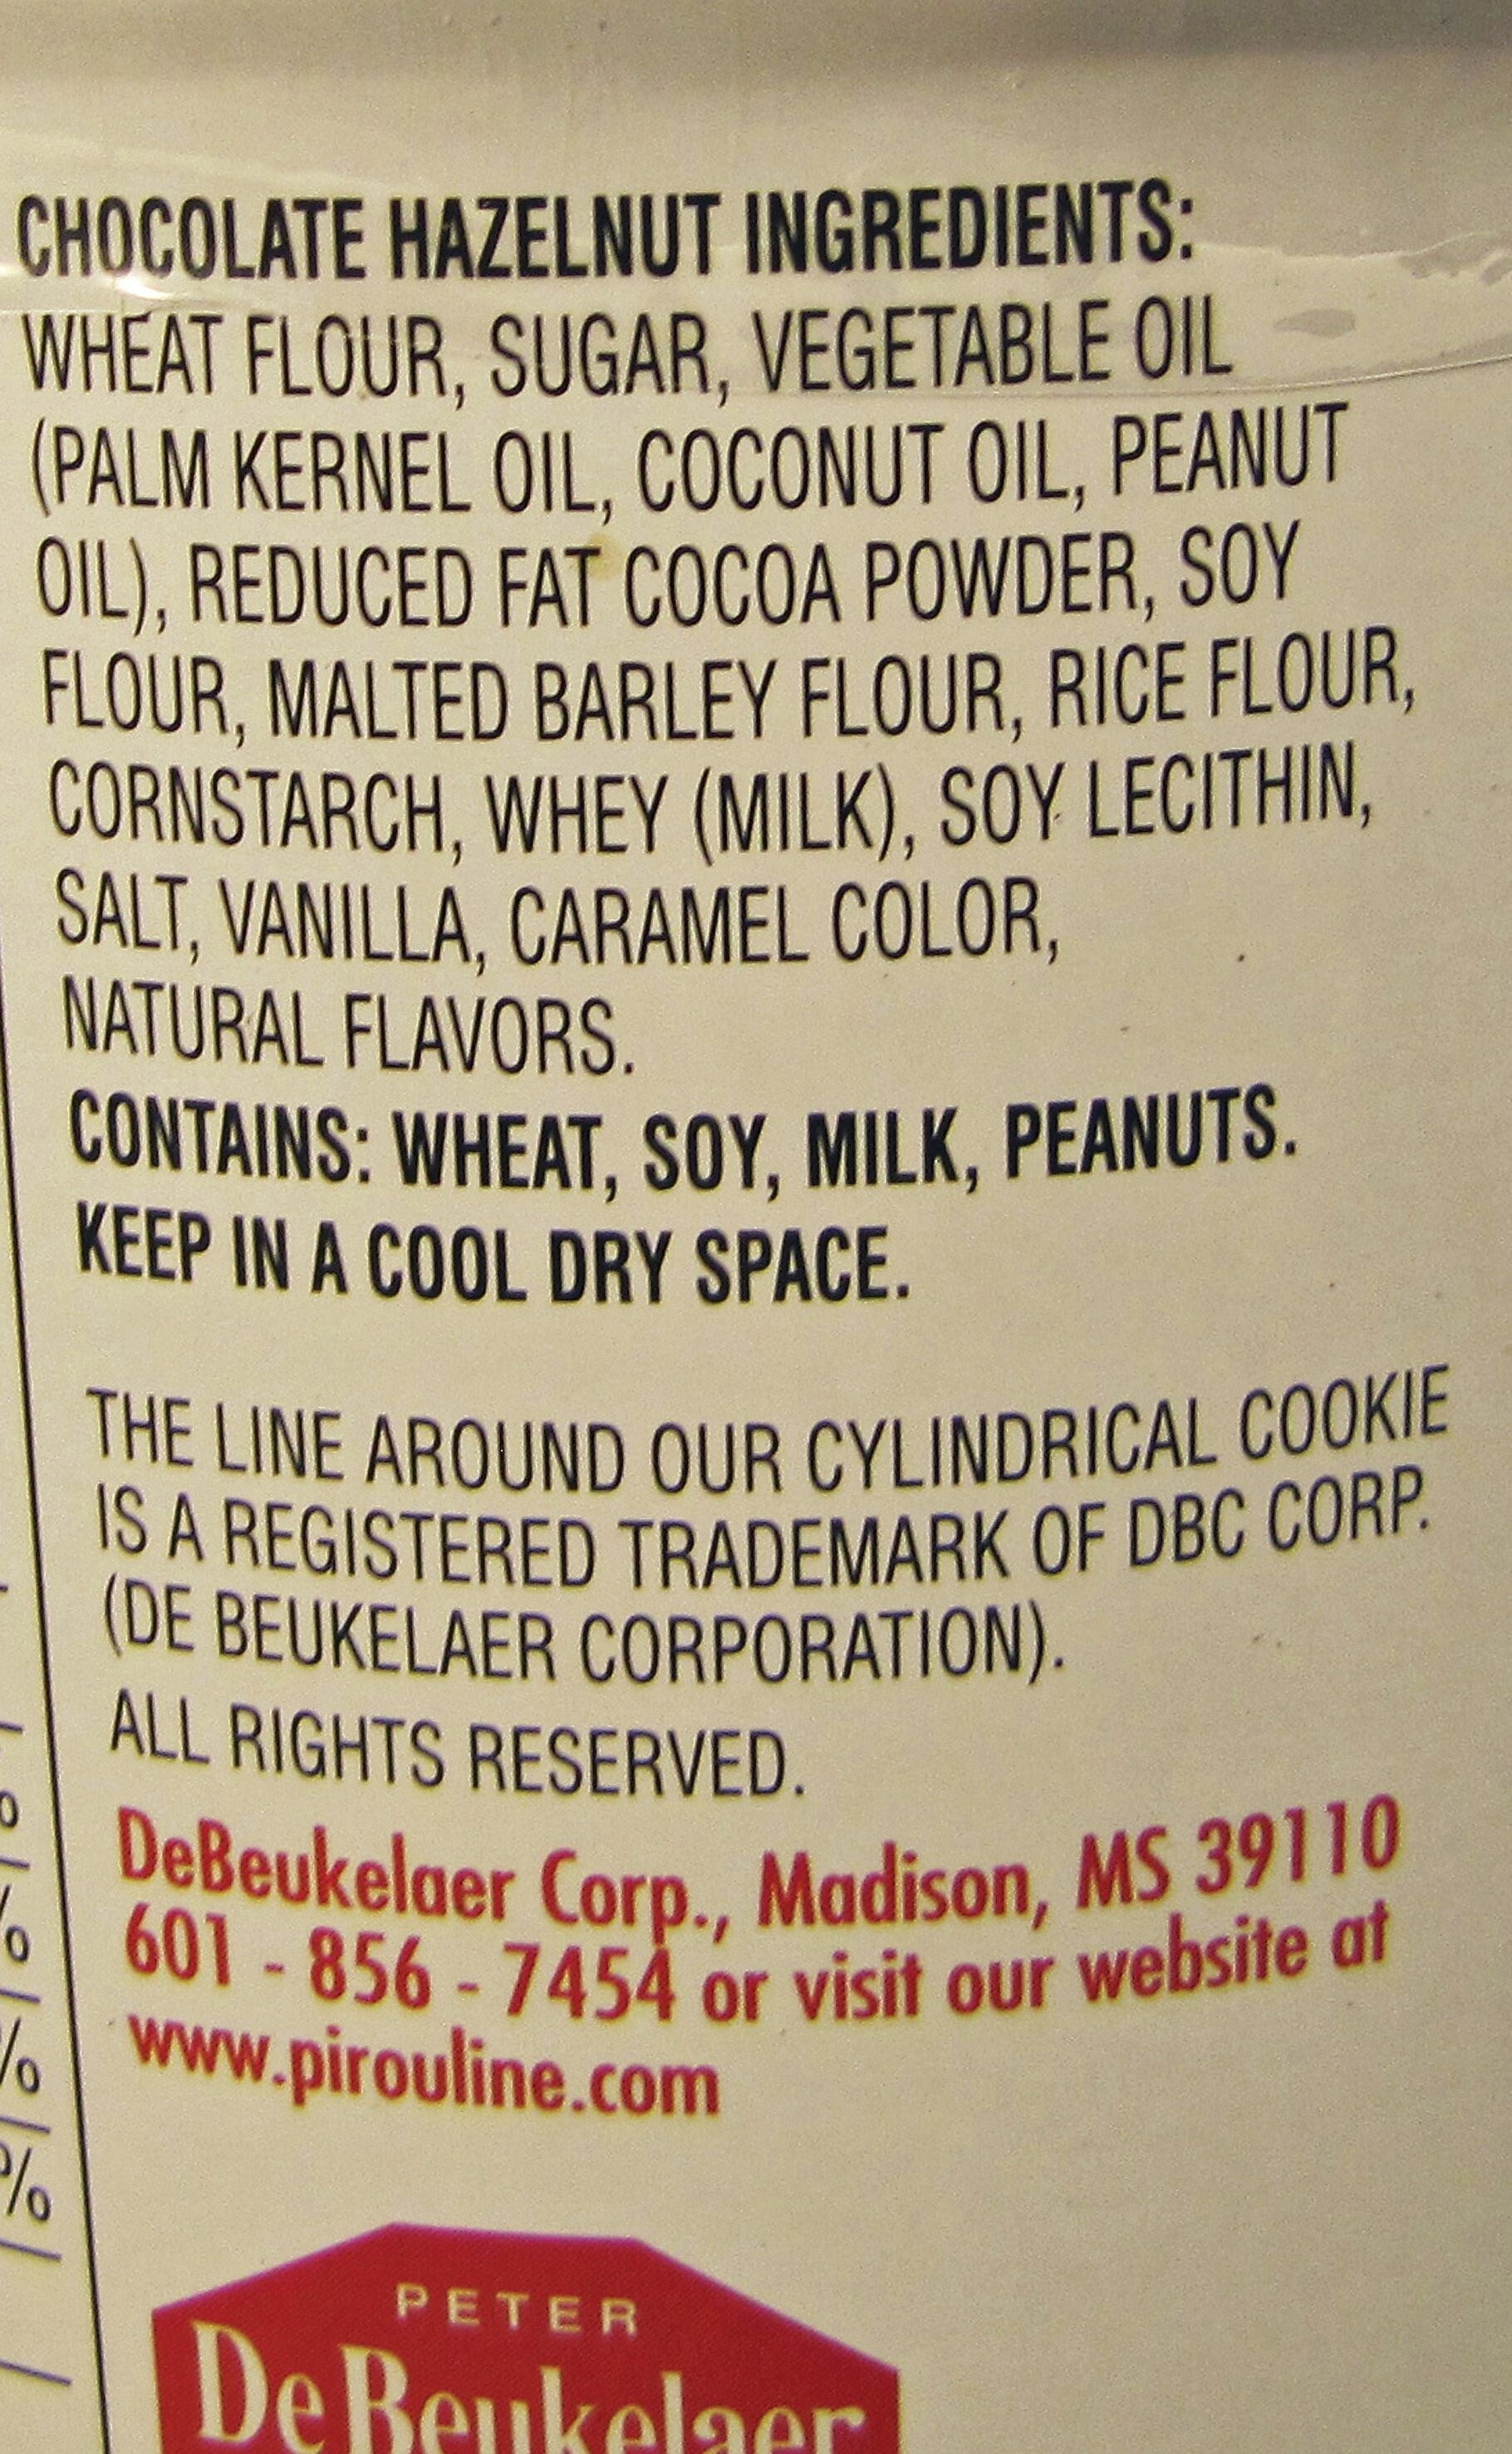 CHOCOLATE HAZELNUT INGREDIENTS:
WHEAT FLOUR, SUGAR, VEGETABLE OIL
(PALM KERNEL OIL, COCONUT OIL, PEANUT
OIL), REDUCED FAT COCOA POWDER, SOY
FLOUR, MALTED BARLEY FLOUR, RICE FLOUR,
CORNSTARCH, WHEY (MILK), SOY LECITHIN,
SALT, VANILLA, CARAMEL COLOR,
NATURAL FLAVORS.
CONTAINS: WHEAT, SOY, MILK, PEANUTS.
KEEP IN A COOL DRY SPACE.
THE LINE AROUND OUR CYLINDRICAL COOKIE
IS A REGISTERED TRADEMARK OF DBC CORP.
(DE BEUKELAER CORPORATION).
ALL RIGHTS RESERVED.
DeBeukelaer Corp., Madison, MS 39110
601 - 856 - 7454 or visit our website at
www.pirouline.com
PETER
DeBeukelaer